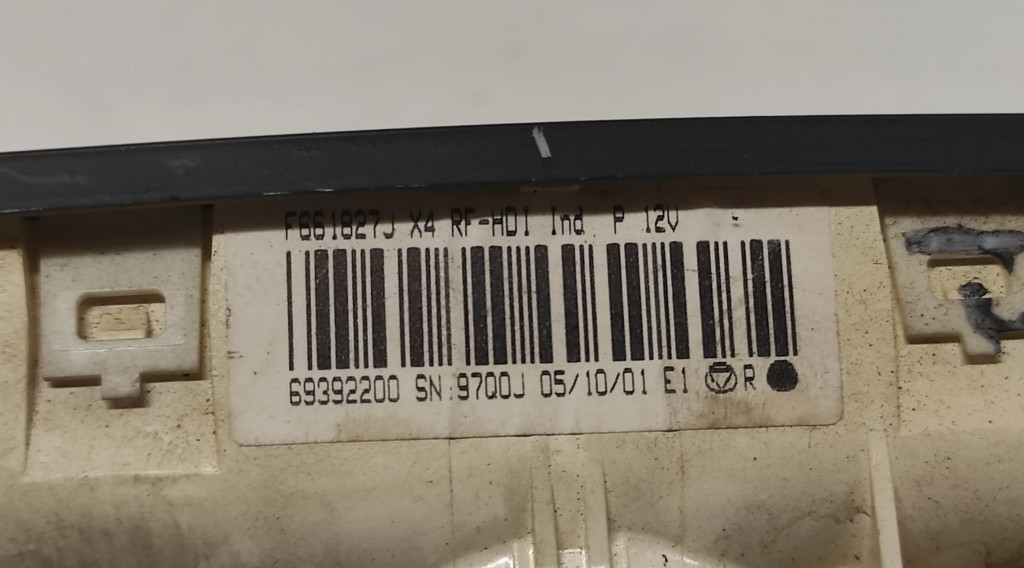 F661827J X4 RF-HDI Ind P 12V
69392200 SN:97Q0J 05/10/01 E1 R